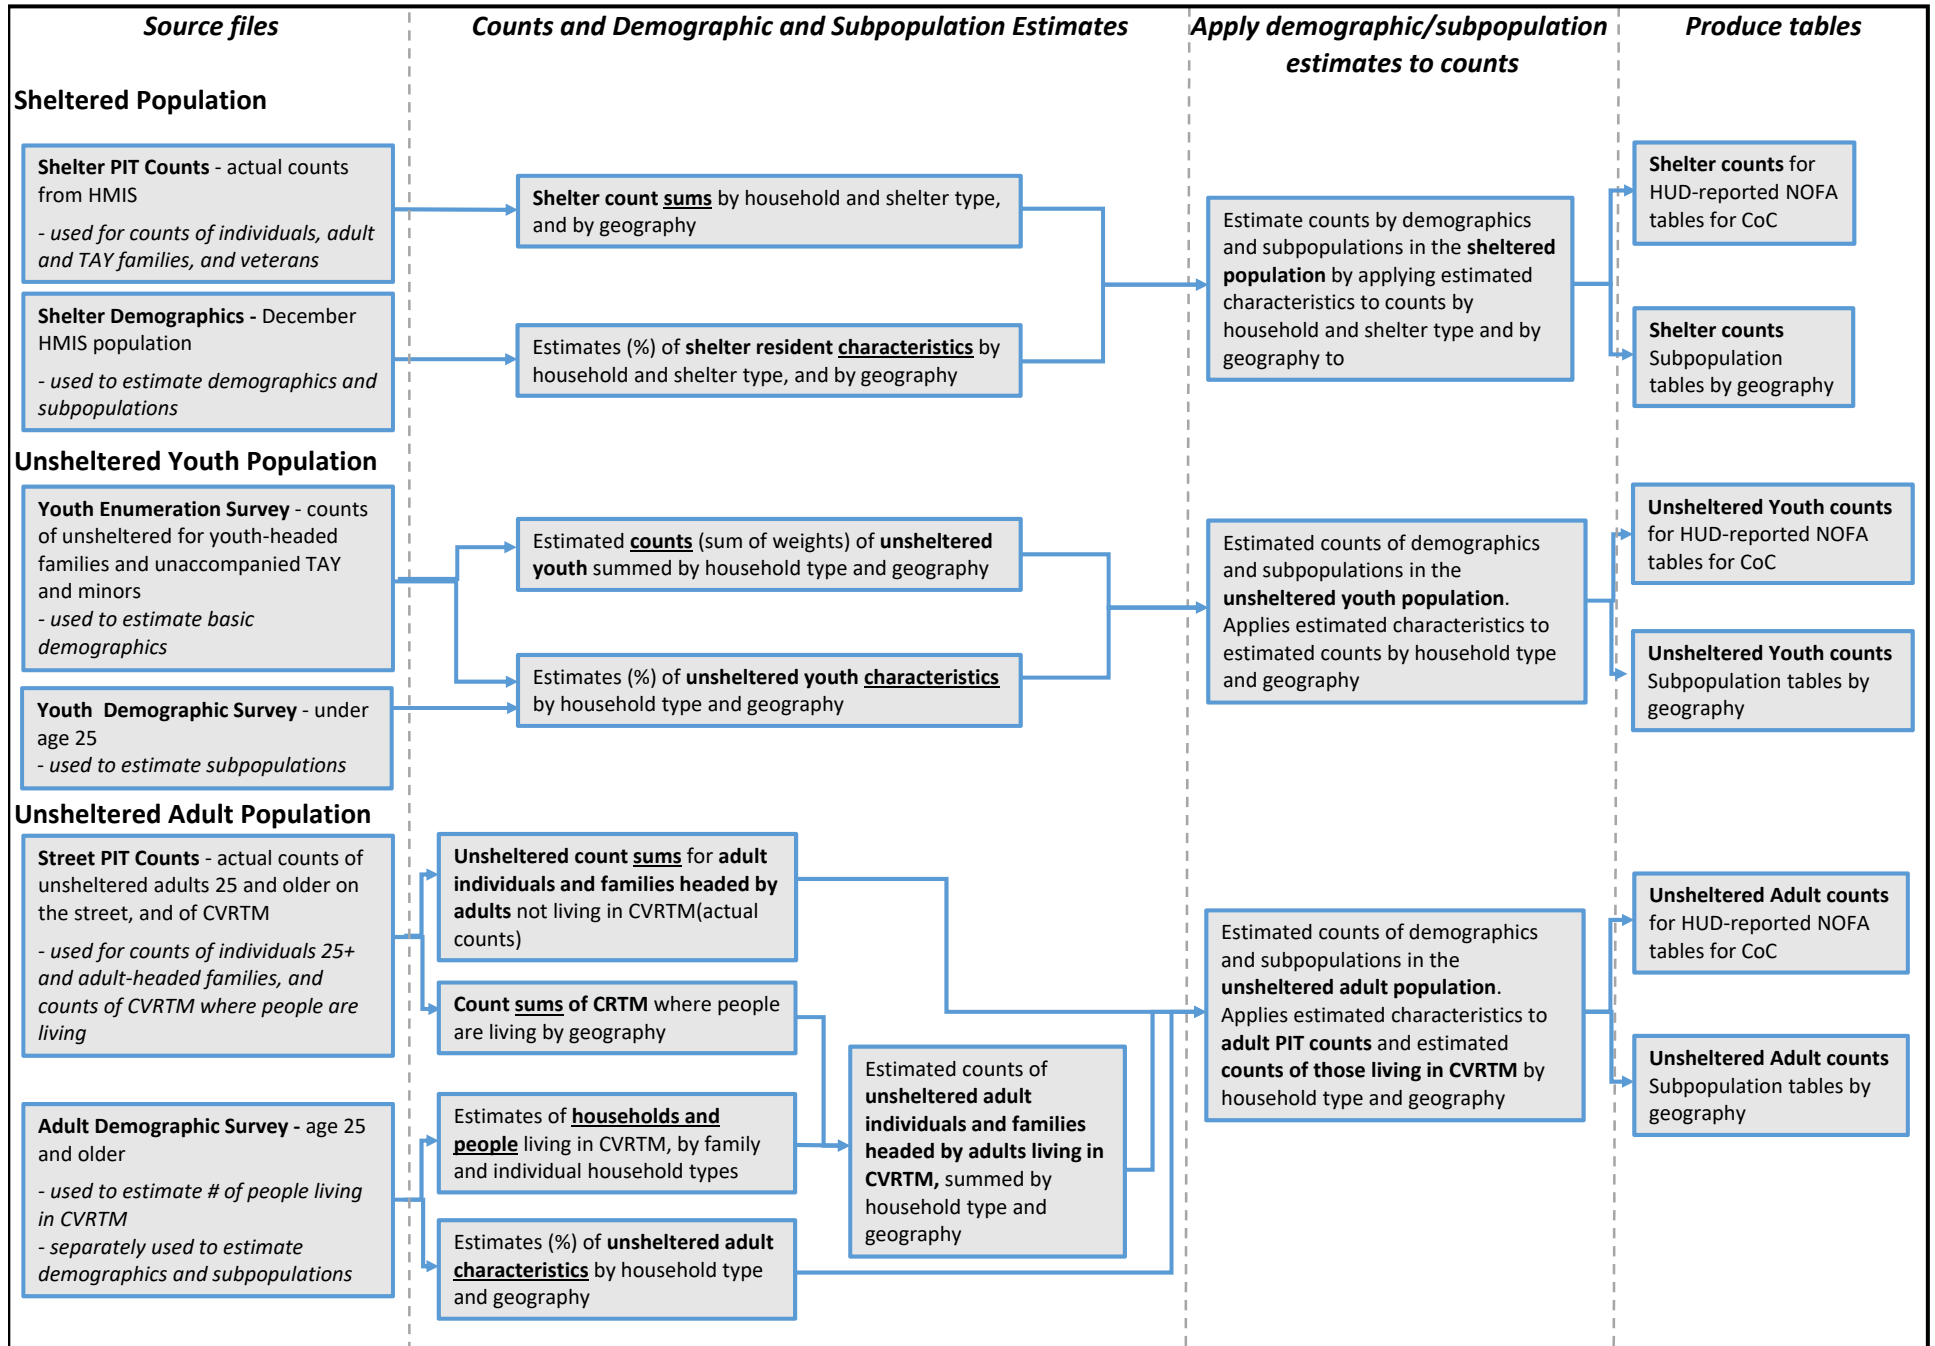 Source files
Counts and Demographic and Subpopulation Estimates
Apply demographic/subpopulation
estimates to counts
Produce tables
Sheltered Population
Shelter PIT Counts - actual counts
from HMIS
- used for counts of individuals, adult
and TAY families, and veterans
Shelter Demographics - December
HMIS population
- used to estimate demographics and
subpopulations
Shelter count sums by household and shelter type,
and by geography
Estimates (%) of shelter resident characteristics by
household and shelter type, and by geography
Estimate counts by demographics
and subpopulations in the sheltered
population by applying estimated
characteristics to counts by
household and shelter type and by
geography to
Shelter counts for
HUD-reported NOFA
tables for CoC
Shelter counts
Subpopulation
tables by geography
Unsheltered Youth Population
Youth Enumeration Survey - counts
of unsheltered for youth-headed
families and unaccompanied TAY
and minors
- used to estimate basic
demographics
Youth Demographic Survey - under
age 25
- used to estimate subpopulations
Estimated counts (sum of weights) of unsheltered
youth summed by household type and geography
Estimates (%) of unsheltered youth characteristics
by household type and geography
Estimated counts of demographics
and subpopulations in the
unsheltered youth population.
Applies estimated characteristics to
estimated counts by household type
and geography
Unsheltered Youth counts
for HUD-reported NOFA
tables for CoC
Unsheltered Youth counts
Subpopulation tables by
geography
Unsheltered Adult Population
Street PIT Counts - actual counts of
unsheltered adults 25 and older on
the street, and of CVRTM
- used for counts of individuals 25+
and adult-headed families, and
counts of CVRTM where people are
living
Adult Demographic Survey - age 25
and older
- used to estimate # of people living
in CVRTM
- separately used to estimate
demographics and subpopulations
Unsheltered count sums for adult
individuals and families headed by
adults not living in CVRTM(actual
counts)
Count sums of CRTM where people
are living by geography
Estimates of households and
people living in CVRTM, by family
and individual household types
Estimates (%) of unsheltered adult
characteristics by household type
and geography
Estimated counts of
unsheltered adult
individuals and families
headed by adults living in
CVRTM, summed by
household type and
geography
Estimated counts of demographics
and subpopulations in the
unsheltered adult population.
Applies estimated characteristics to
adult PIT counts and estimated
counts of those living in CVRTM by
household type and geography
Unsheltered Adult counts
for HUD-reported NOFA
tables for CoC
Unsheltered Adult counts
Subpopulation tables by
geography